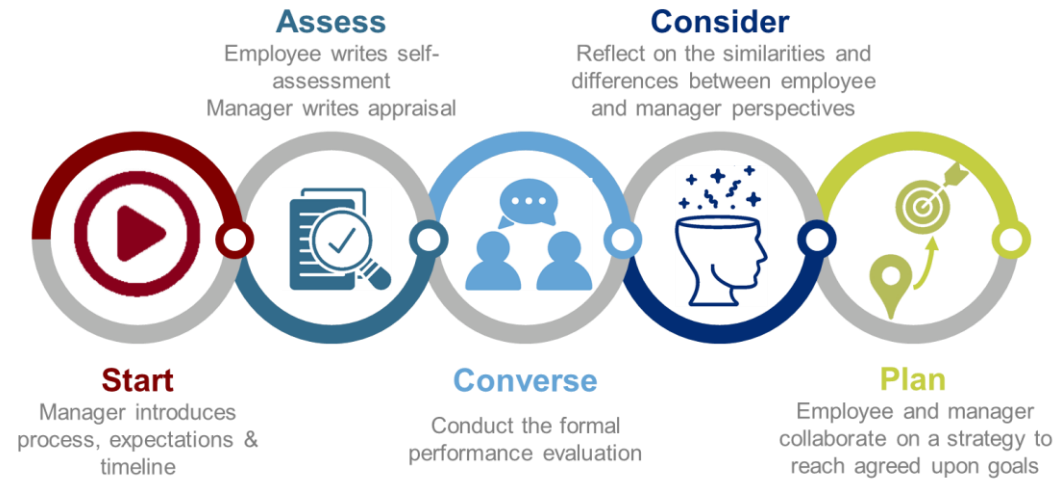 Assess
Employee writes self-
assessment
Manager writes appraisal
Consider
Reflect on the similarities and
differences between employee
and manager perspectives
Start
Manager introduces
process, expectations &
timeline
Converse
Conduct the formal
performance evaluation
Plan
Employee and manager
collaborate on a strategy to
reach agreed upon goals